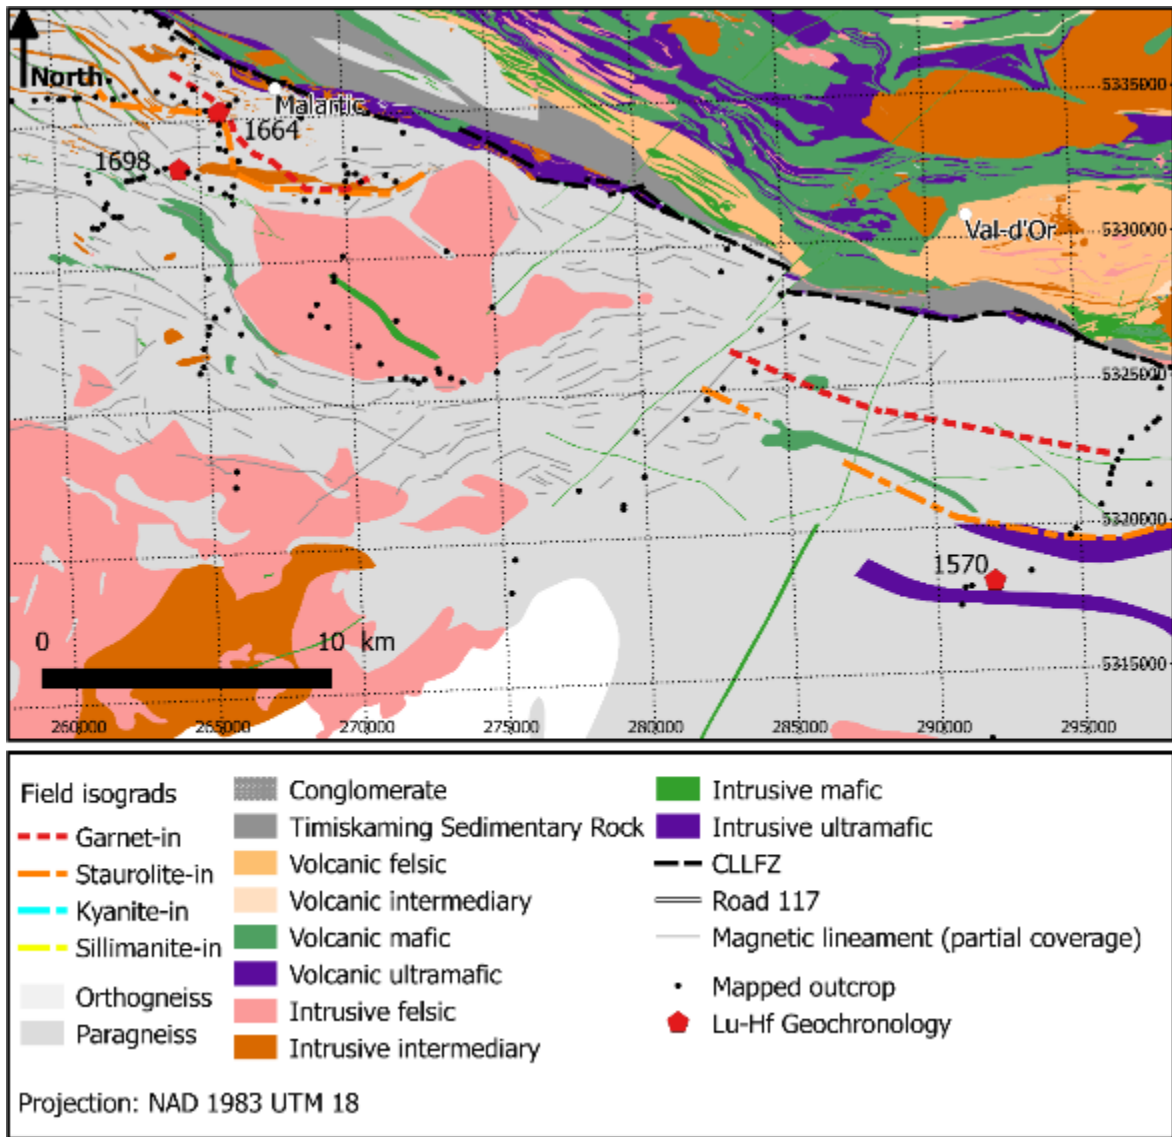 North
5335000
Malartic
1664
1698
5330000
Val-d'Or
5325000
5320000
1570
0 10 km
5315000
260000 265000 270000 275000 280000 285000 290000 295000
Field isograds
Garnet-in
Staurolite-in
Kyanite-in
Sillimanite-in
Orthogneiss
Paragneiss
Conglomerate
Timiskaming Sedimentary Rock
Volcanic felsic
Volcanic intermediary
Volcanic mafic
Volcanic ultramafic
Intrusive felsic
Intrusive intermediary
Intrusive mafic
Intrusive ultramafic
CLLFZ
Road 117
Magnetic lineament (partial coverage)
Mapped outcrop
Lu-Hf Geochronology
Projection: NAD 1983 UTM 18